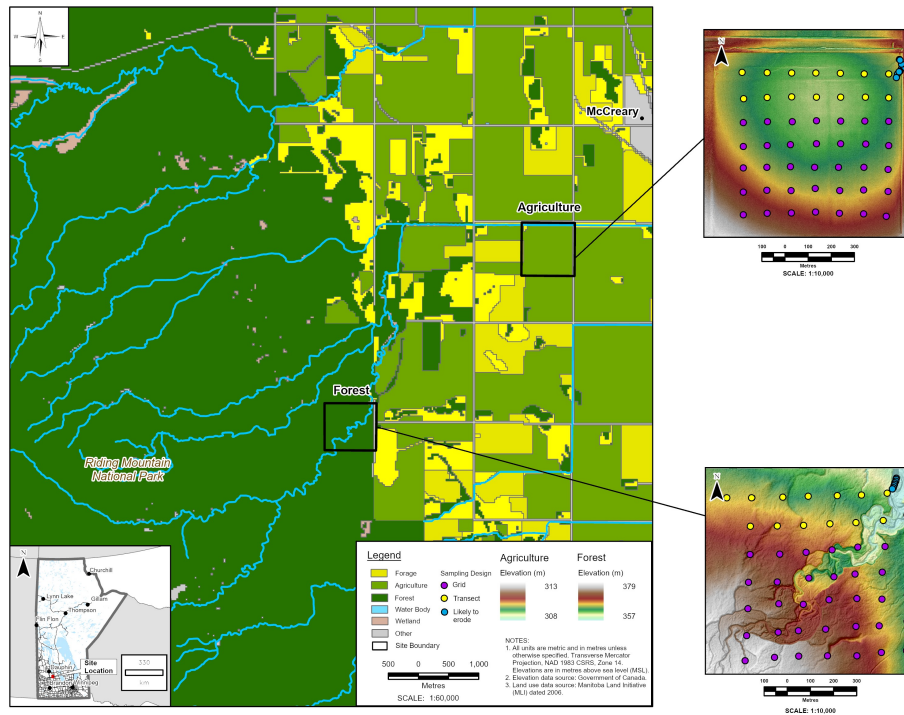 N
W E
S
McCreary
Agriculture
Forest
Riding Mountain
National Park
N
Churchill
Lynn Lake
Gillam
Thompson
Flin Flon
Dauphin
Site
Location
Brandon
Winnipeg
330
km
Legend
Forage
Agriculture
Forest
Water Body
Wetland
Other
Site Boundary
Sampling Design
Grid
Transect
Likely to
erode
Agriculture
Elevation (m)
313
308
Forest
Elevation (m)
379
357
500 0 500 1,000
Metres
SCALE: 1:60,000
NOTES:
1. All units are metric and in metres unless
otherwise specified, Transverse Mercator
Projection, NAD 1983 CSRS, Zone 14.
Elevations are in metres above sea level (MSL).
2. Elevation data source: Government of Canada.
3. Land use data source: Manitoba Land Initiative
(MLI) dated 2006.
N
100 0 100 200 300
Metres
SCALE: 1:10,000
N
100 0 100 200 300
Metres
SCALE: 1:10,000